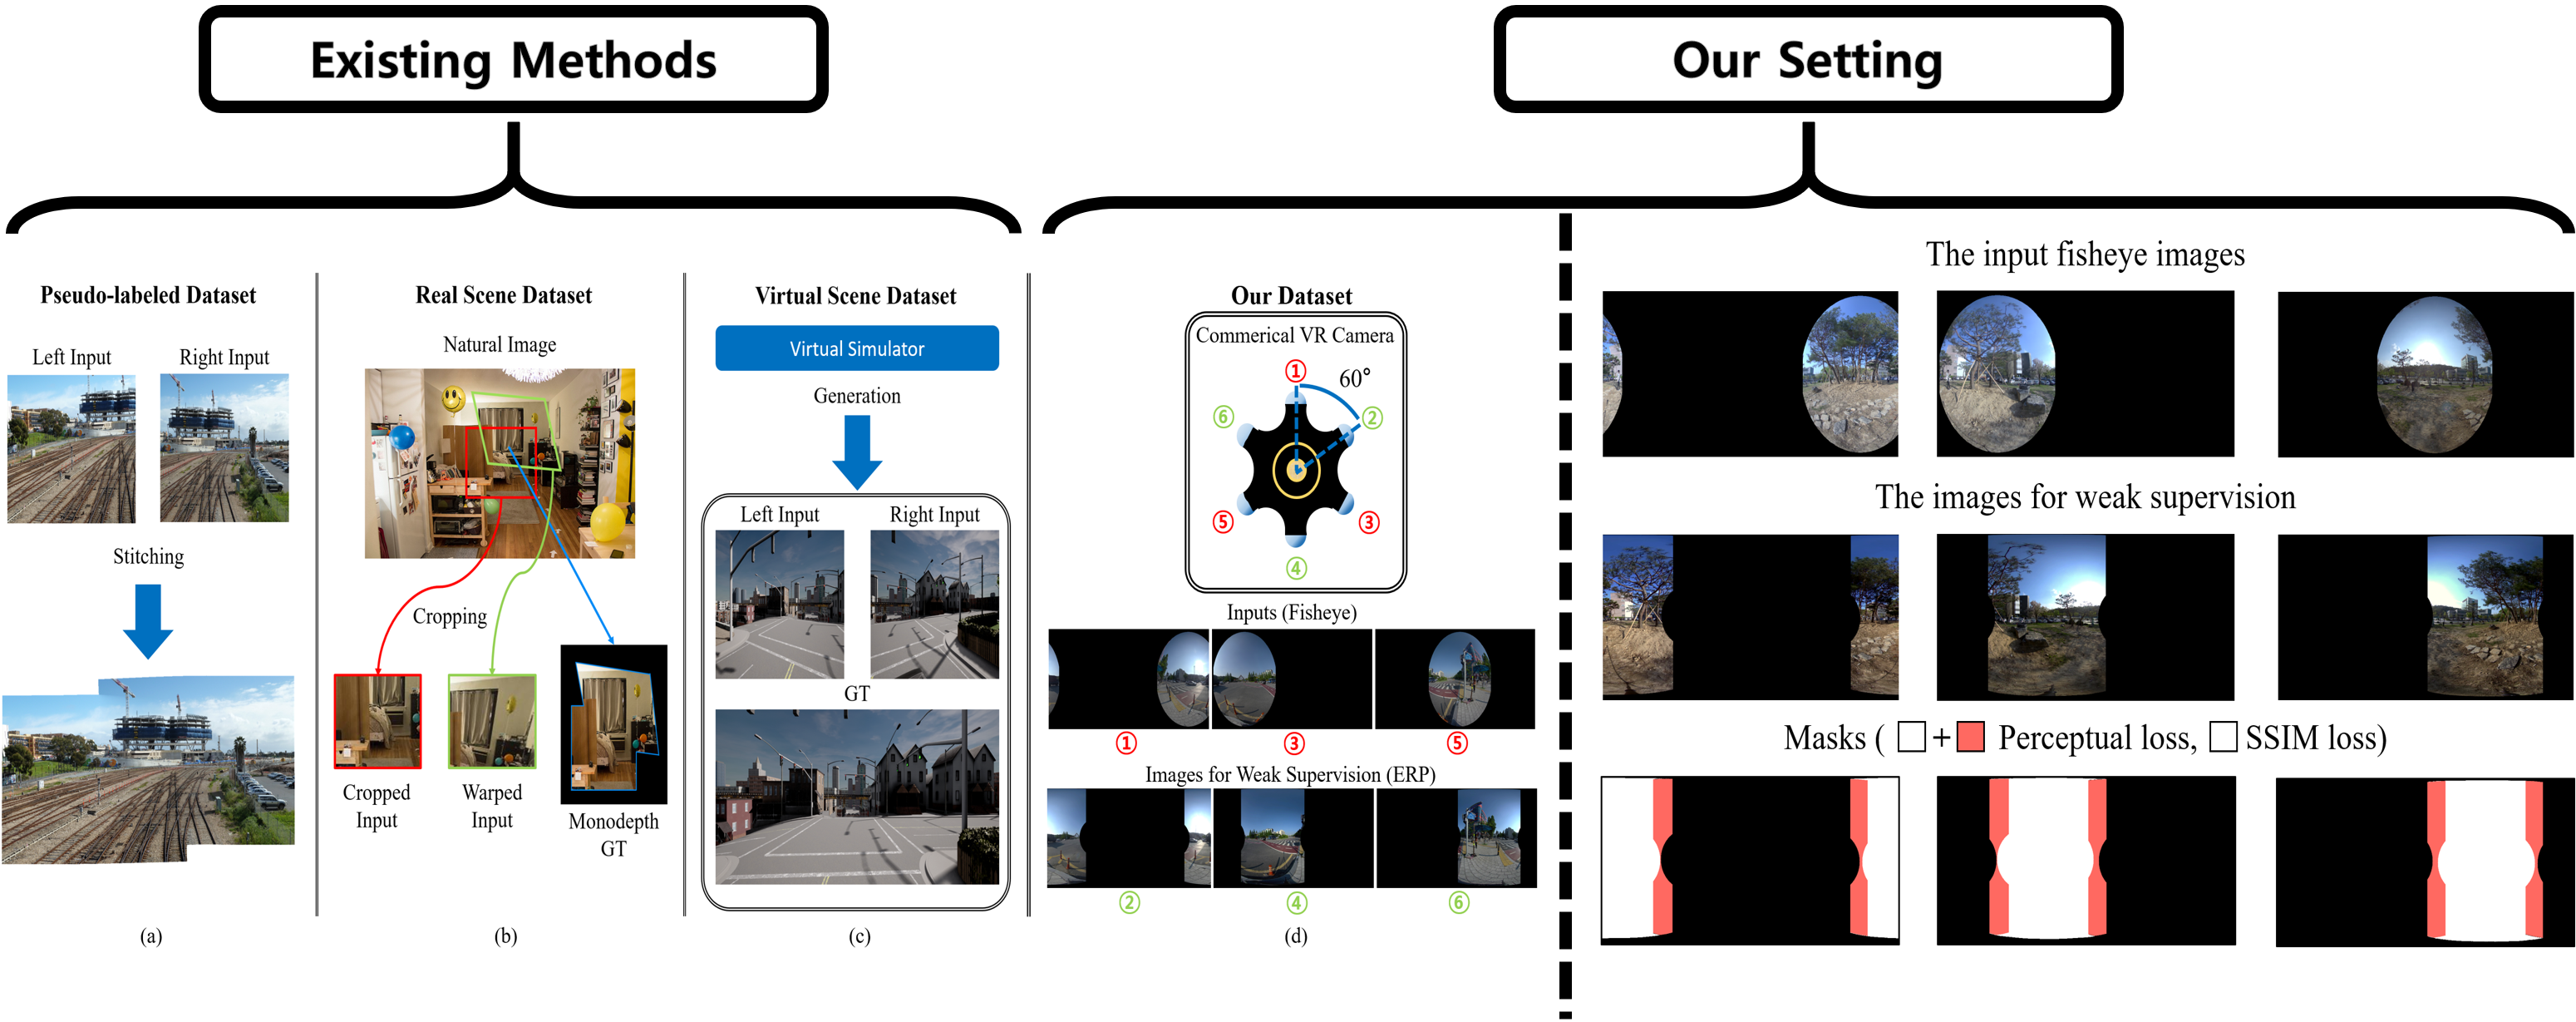 Existing Methods
Our Setting
Pseudo-labeled Dataset
Left Input
Right Input
Stitching
(a)
Real Scene Dataset
Natural Image
Cropping
Cropped
Input
Warped
Input
Monodepth
GT
(b)
Virtual Scene Dataset
Virtual Simulator
Generation
Left Input
Right Input
GT
(c)
Our Dataset
Commerical VR Camera
①
60°
⑥
②
⑤
③
④
Inputs (Fisheye)
① ③ ⑤
Images for Weak Supervision (ERP)
② ④ ⑥
(d)
The input fisheye images
The images for weak supervision
Masks ( + Perceptual loss, SSIM loss)